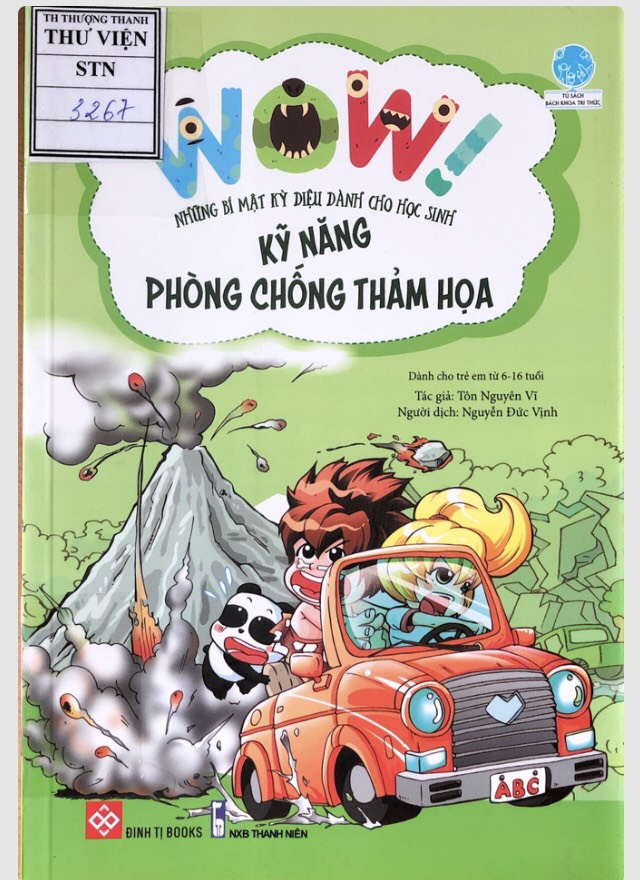 TH THƯỢNG THANH
THƯ VIỆN
STN
3267
TỦ SÁCH
BÁCH KHOA TRI THỨC
WOW!
NHỮNG BÍ MẬT KỲ DIỆU DÀNH CHO HỌC SINH
KỸ NĂNG
PHÒNG CHỐNG THẢM HỌA
Dành cho trẻ em từ 6-16 tuổi
Tác giả: Tôn Nguyên Vĩ
Người dịch: Nguyễn Đức Vịnh
ABC
ĐINH TỊ BOOKS
NXB THANH NIÊN